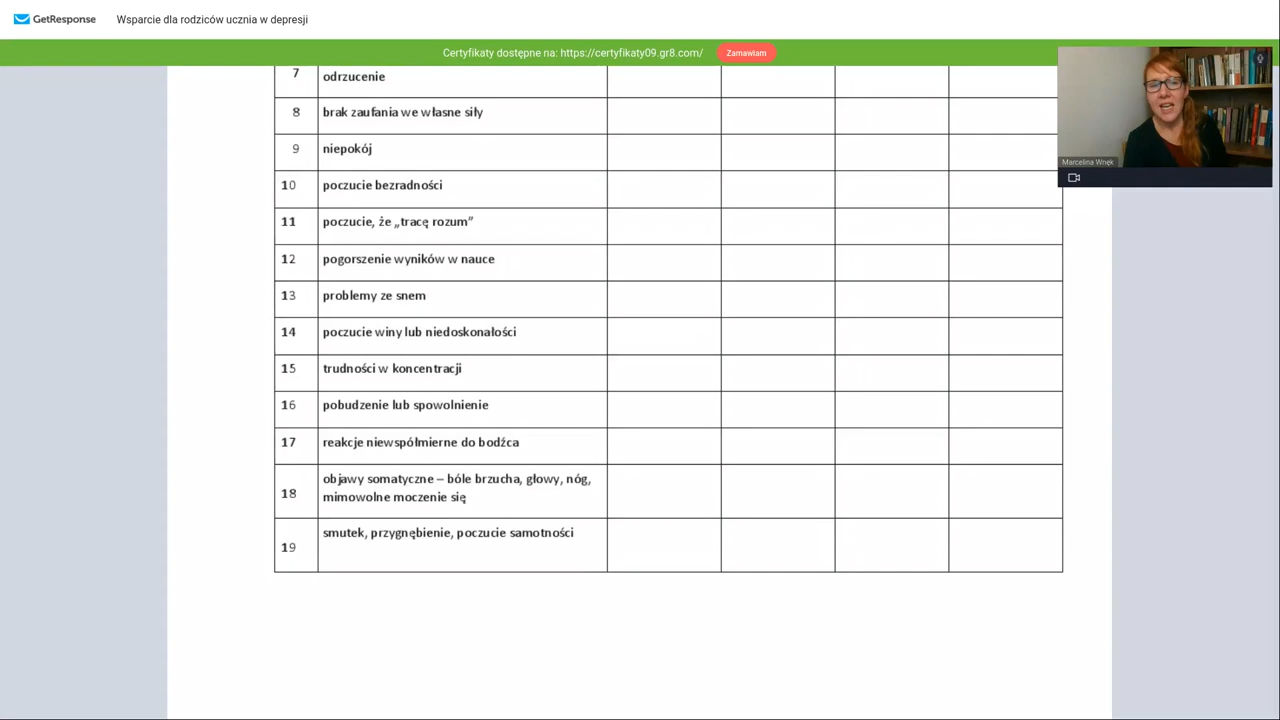 GetResponse Wsparcie dla rodziców ucznia w depresji
Certyfikaty dostępne na: https://certyfikaty09.gr8.com/ Zamawiam
7 odrzucenie
8 brak zaufania we własne siły
9 niepokój
10 poczucie bezradności
11 poczucie, że „tracę rozum”
12 pogorszenie wyników w nauce
13 problemy ze snem
14 poczucie winy lub niedoskonałości
15 trudności w koncentracji
16 pobudzenie lub spowolnienie
17 reakcje niewspółmierne do bodźca
18 objawy somatyczne – bóle brzucha, głowy, nóg,
mimowolne moczenie się
19 smutek, przygnębienie, poczucie samotności
Marcelina Wnęk